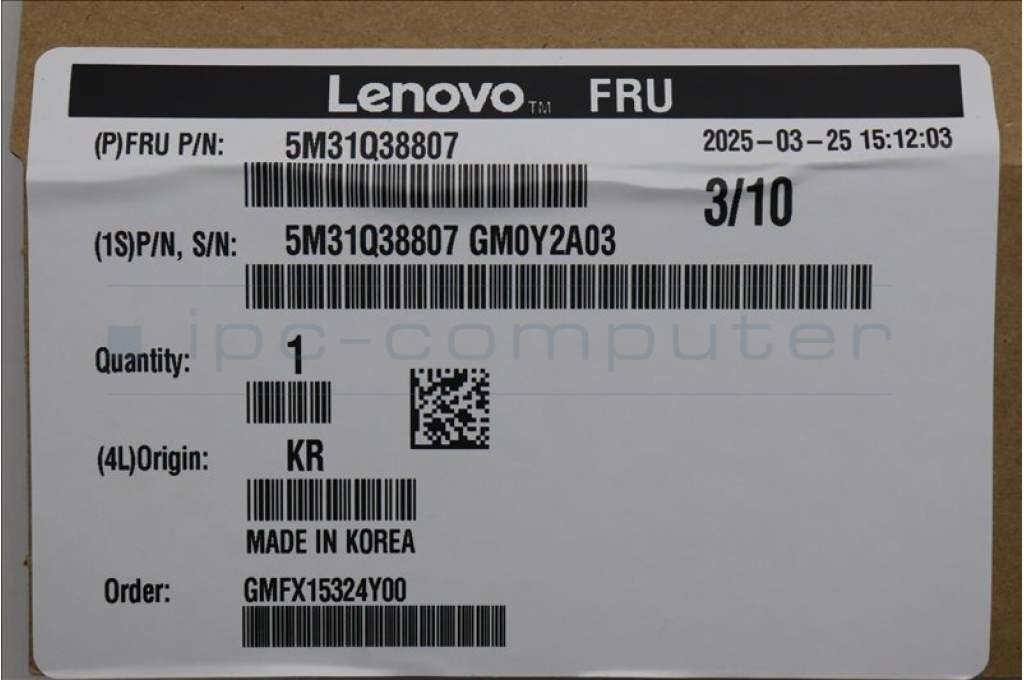 Lenovo™ FRU
(P)FRU P/N: 5M31Q38807 2025-03-25 15:12:03
3/10
(1S)P/N, S/N: 5M31Q38807 GM0Y2A03
ipc-computer
Quantity: 1
(4L)Origin: KR
MADE IN KOREA
Order: GMFX15324Y00